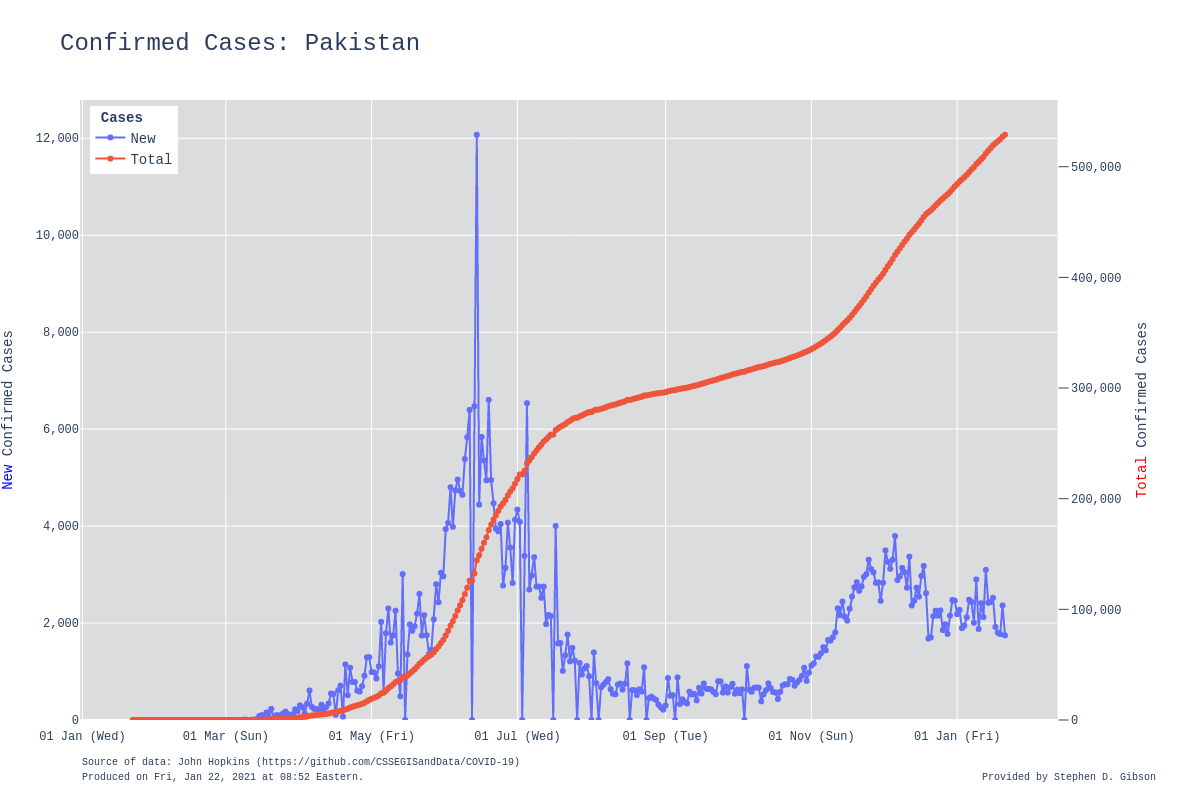 Confirmed Cases: Pakistan
Cases
New
Total
12,000
10,000
8,000
6,000
4,000
2,000
0
500,000
400,000
300,000
200,000
100,000
0
New Confirmed Cases
Total Confirmed Cases
01 Jan (Wed)
01 Mar (Sun)
01 May (Fri)
01 Jul (Wed)
01 Sep (Tue)
01 Nov (Sun)
01 Jan (Fri)
Source of data: John Hopkins (https://github.com/CSSEGISandData/COVID-19)
Produced on Fri, Jan 22, 2021 at 08:52 Eastern.
Provided by Stephen D. Gibson